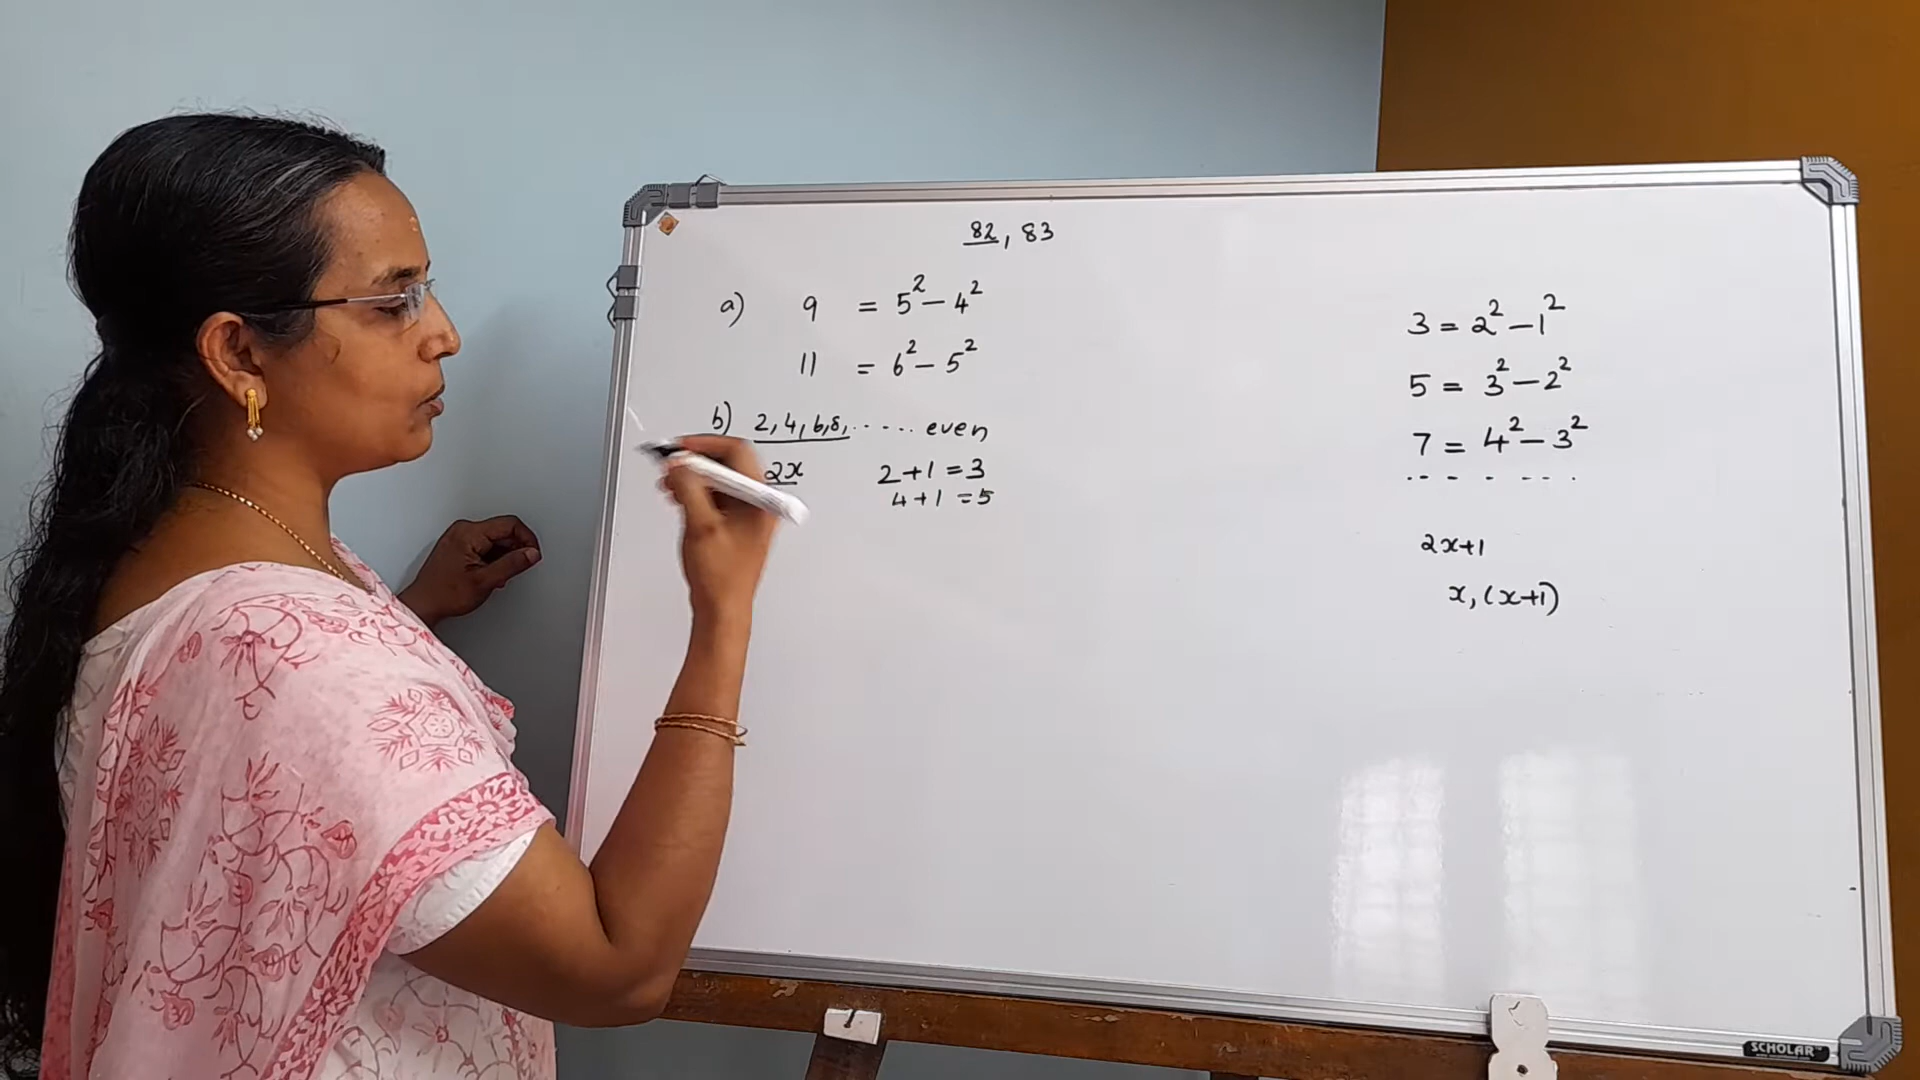 82, 83
a) 9 = 5² - 4²
11 = 6² - 5²
b) 2, 4, 6, 8, ..... even
2x 2 + 1 = 3
4 + 1 = 5
3 = 2² - 1²
5 = 3² - 2²
7 = 4² - 3²
. . . . . . .
2x+1
x, (x+1)
SCHOLAR